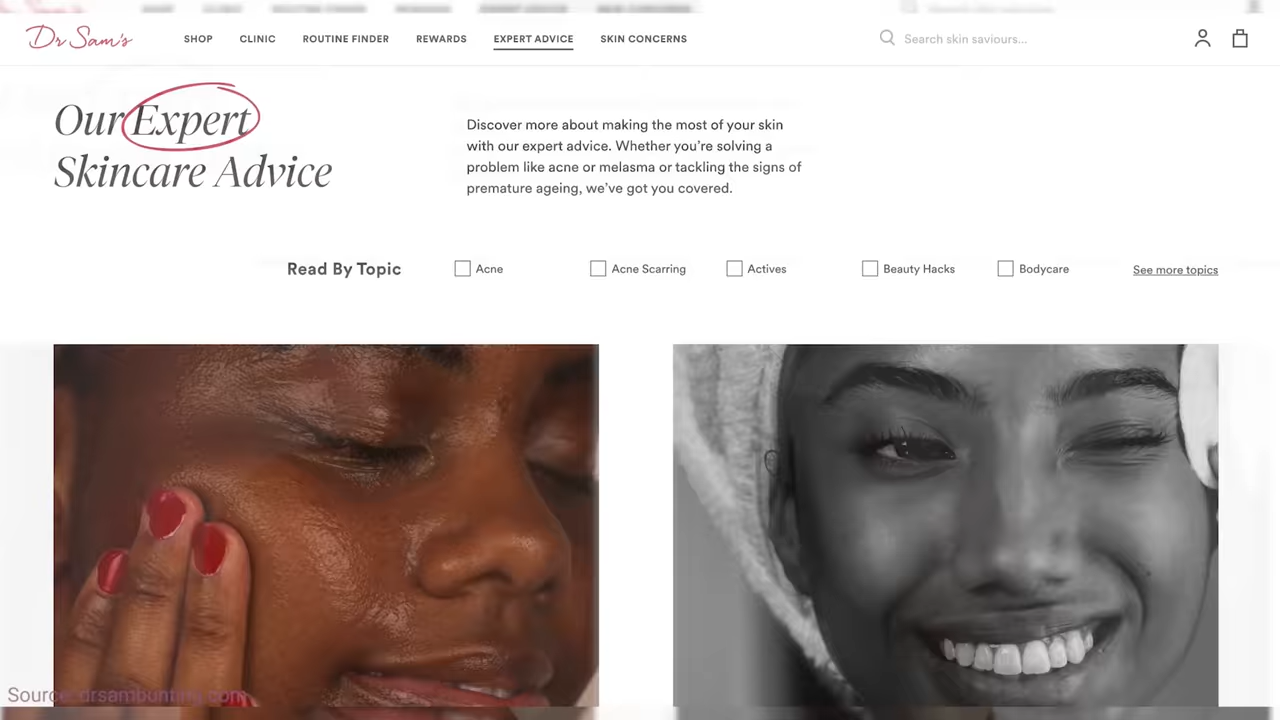 Dr Sam's
SHOP CLINIC ROUTINE FINDER REWARDS EXPERT ADVICE SKIN CONCERNS
Search skin saviours...
Our Expert
Skincare Advice
Discover more about making the most of your skin
with our expert advice. Whether you're solving a
problem like acne or melasma or tackling the signs of
premature ageing, we've got you covered.
Read By Topic
Acne
Acne Scarring
Actives
Beauty Hacks
Bodycare
See more topics
Source: drsambunting.com